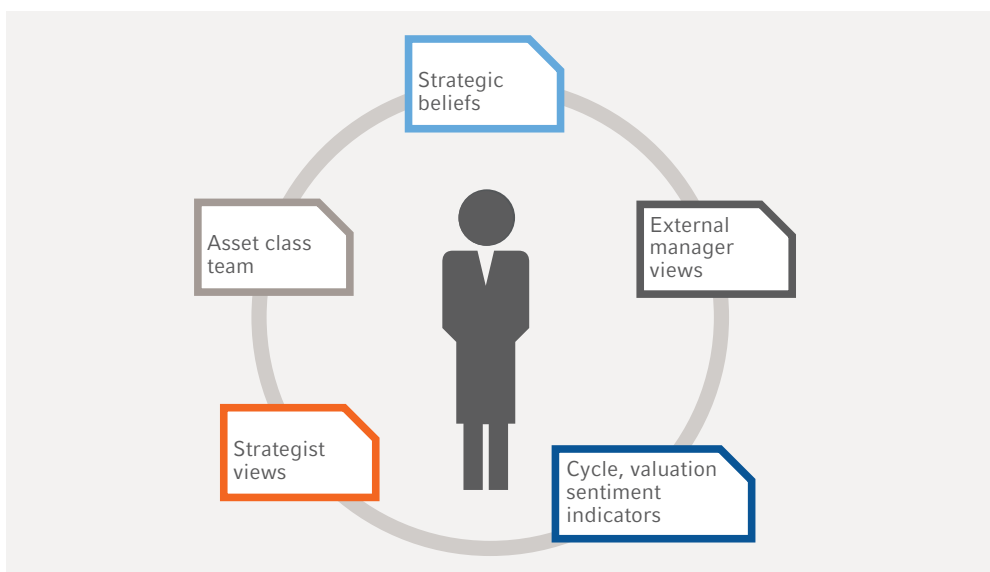 Strategic
beliefs
External
manager
views
Cycle, valuation
sentiment
indicators
Strategist
views
Asset class
team